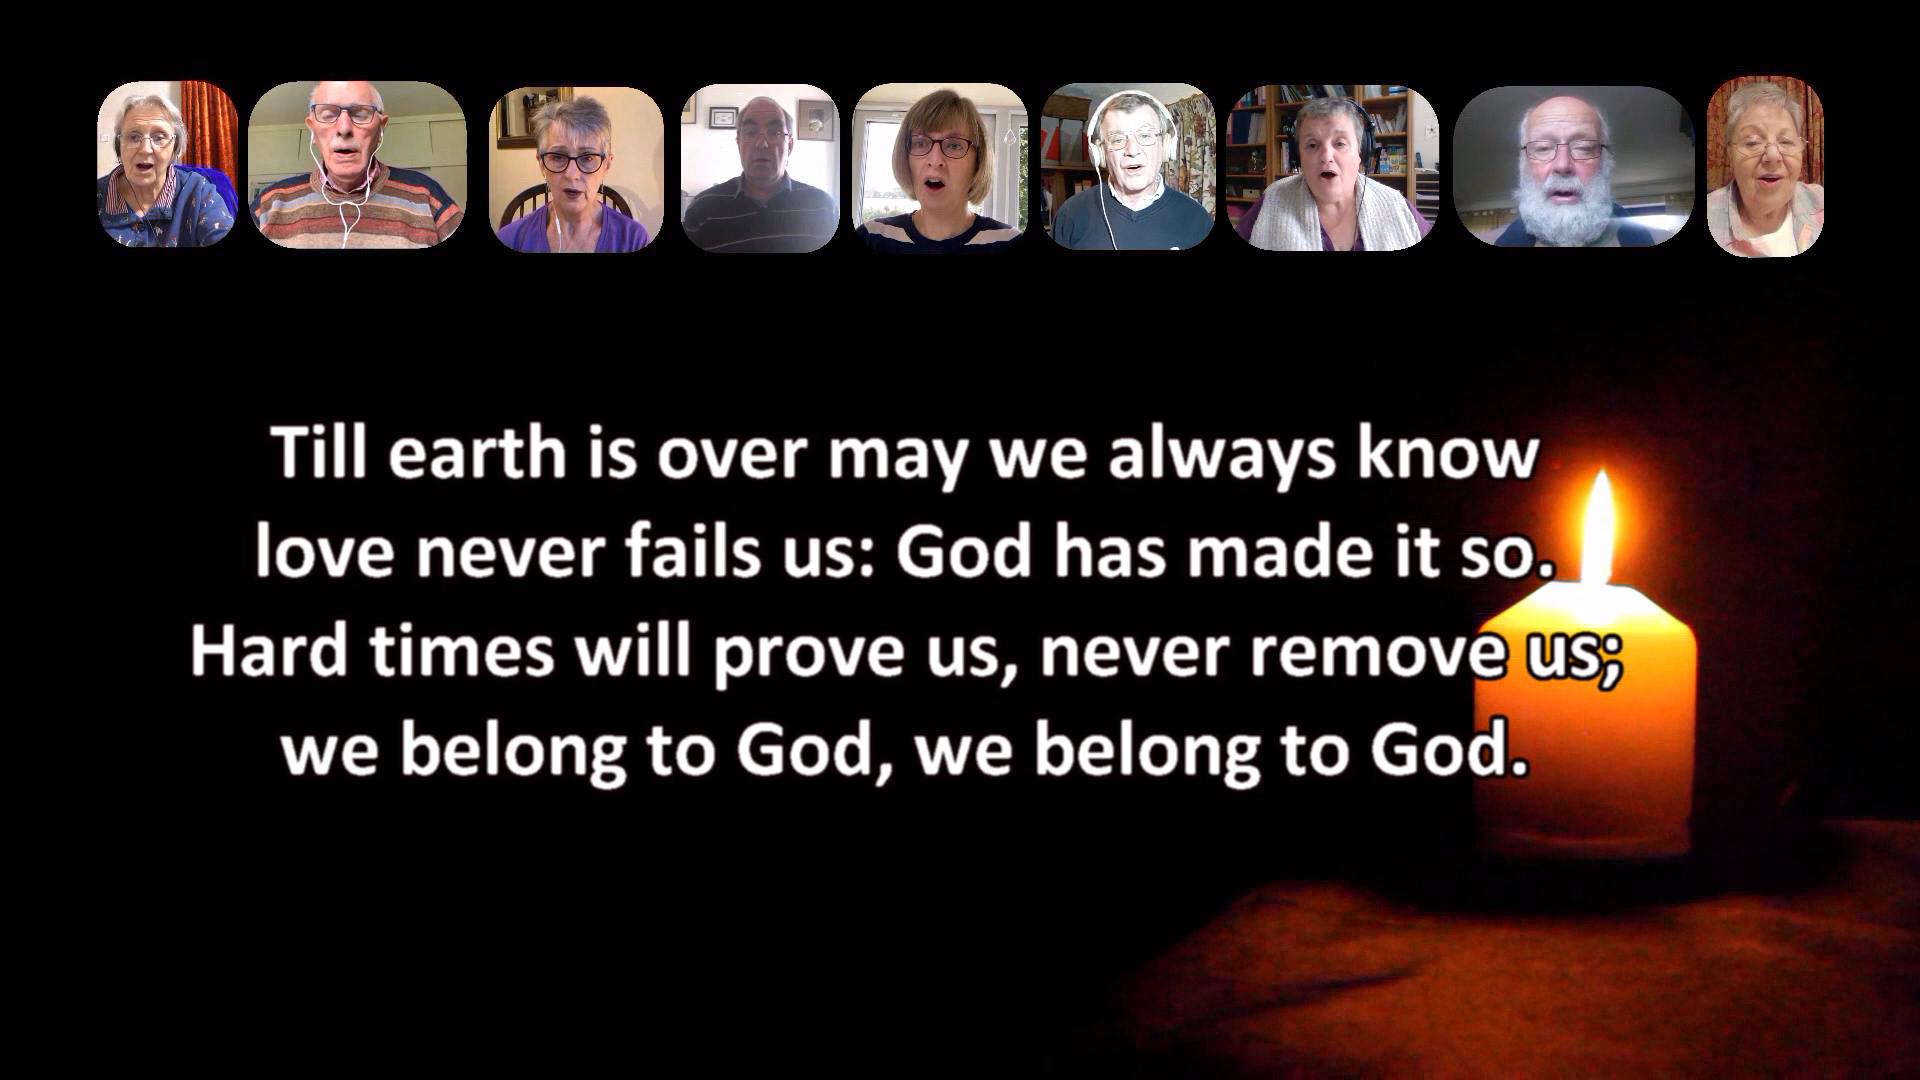 Till earth is over may we always know
love never fails us: God has made it so.
Hard times will prove us, never remove us;
we belong to God, we belong to God.